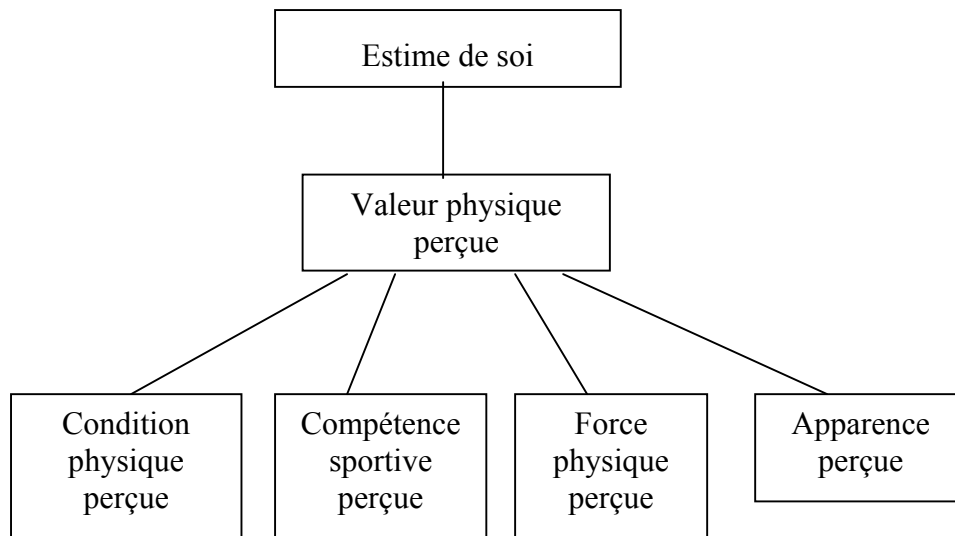 Estime de soi
Valeur physique
perçue
Condition
physique
perçue
Compétence
sportive
perçue
Force
physique
perçue
Apparence
perçue